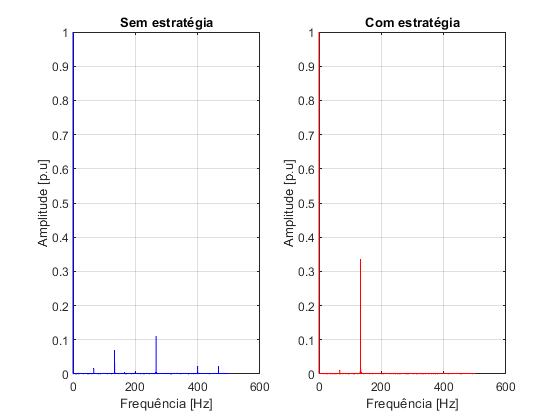 Sem estratégia
1
0.9
0.8
0.7
0.6
0.5
0.4
0.3
0.2
0.1
0
Amplitude [p.u]
0 200 400 600
Frequência [Hz]
Com estratégia
1
0.9
0.8
0.7
0.6
0.5
0.4
0.3
0.2
0.1
0
Amplitude [p.u]
0 200 400 600
Frequência [Hz]